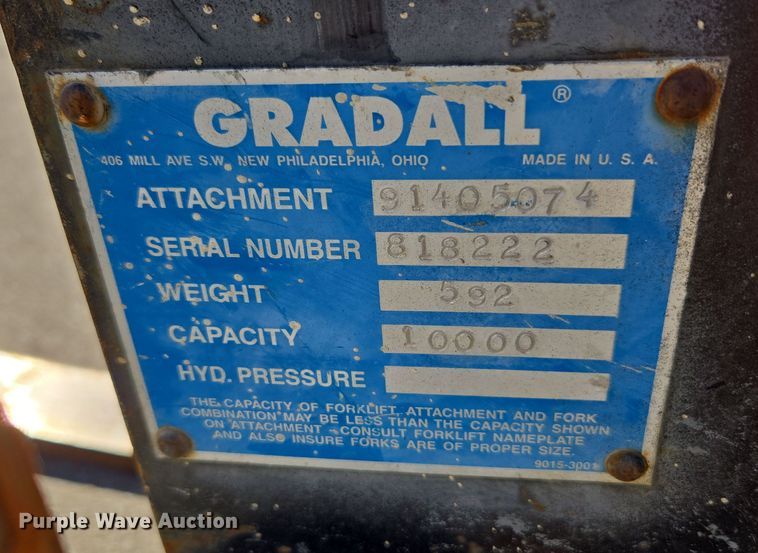 GRADALL ®
406 MILL AVE S.W. NEW PHILADELPHIA, OHIO MADE IN U. S. A.
ATTACHMENT 91405074
SERIAL NUMBER 818222
WEIGHT 592
CAPACITY 10000
HYD. PRESSURE
THE CAPACITY OF FORKLIFT, ATTACHMENT AND FORK
COMBINATION MAY BE LESS THAN THE CAPACITY SHOWN
ON ATTACHMENT - CONSULT FORKLIFT NAMEPLATE
AND ALSO INSURE FORKS ARE OF PROPER SIZE.
9015-3001
Purple Wave Auction